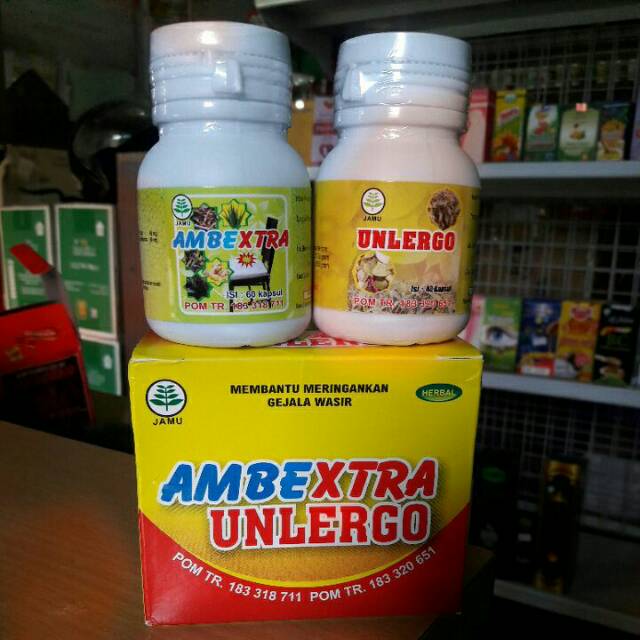 JAMU
AMBEXTRA
ISI : 60 kapsul
POM TR. 183 318 711
JAMU
UNLERGO
Isi : 60 Kapsul
POM TR. 183 320 651
JAMU
MEMBANTU MERINGANKAN
GEJALA WASIR
HERBAL
AMBEXTRA
UNLERGO
POM TR. 183 318 711 POM TR. 183 320 651